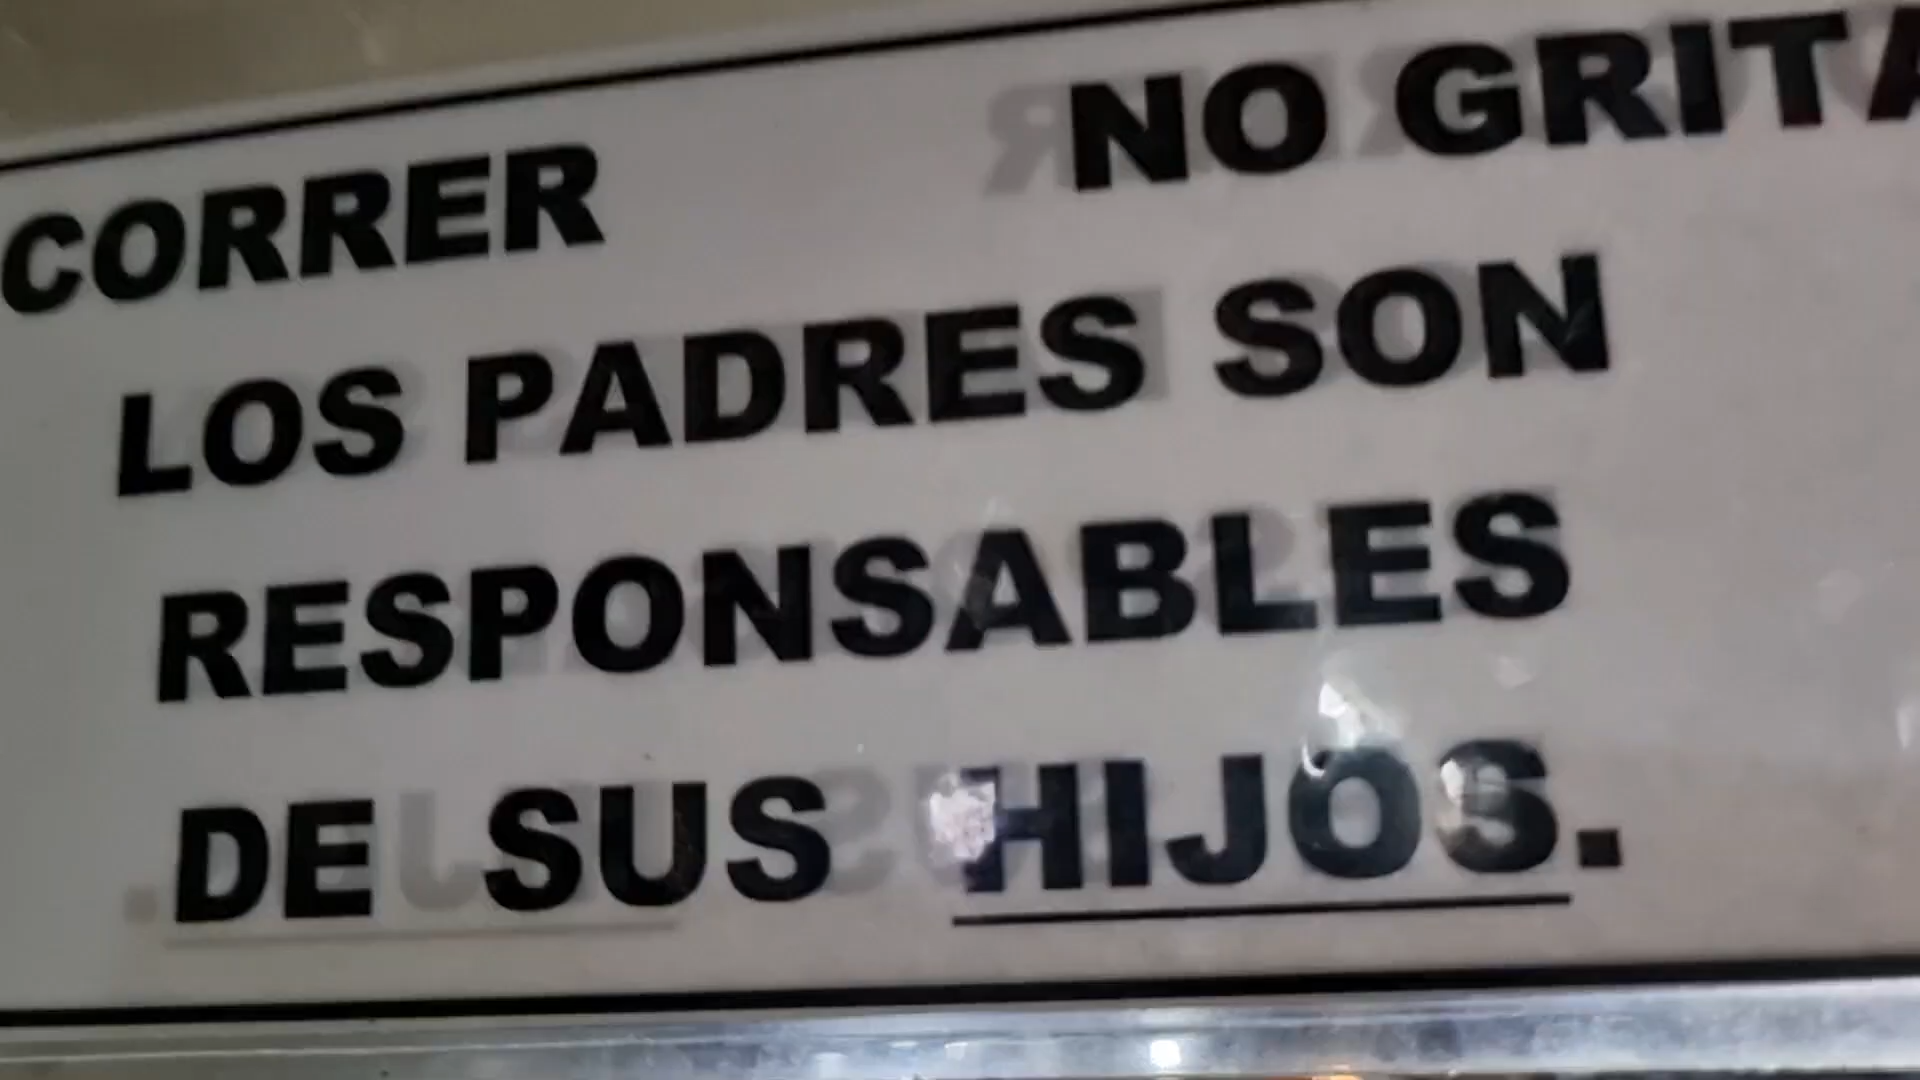 CORRER NO GRITA
LOS PADRES SON
RESPONSABLES
DE SUS HIJOS.